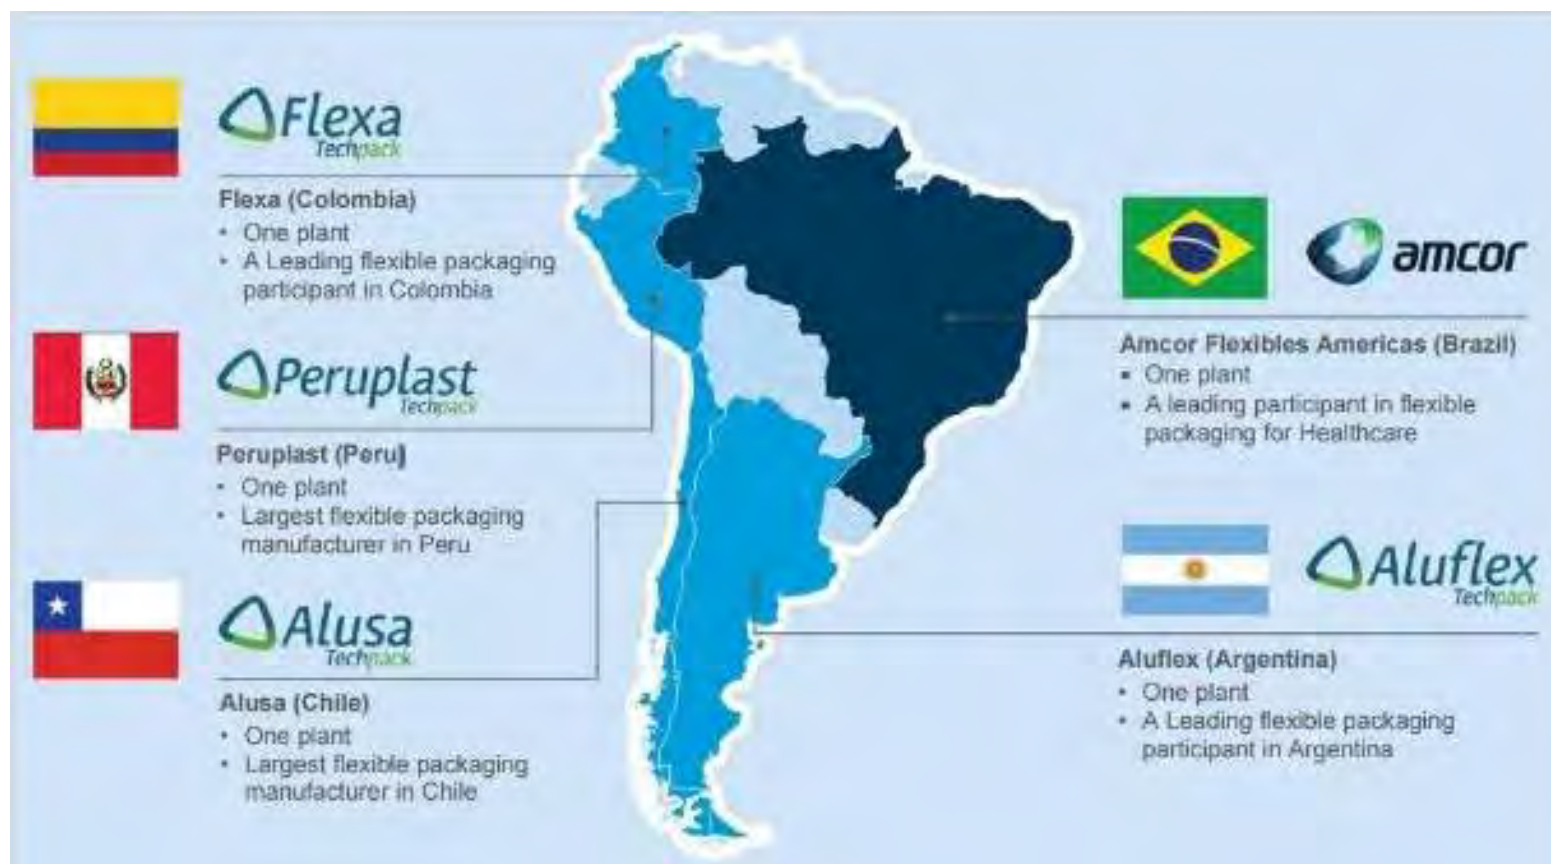 Flexa
Techpack
Flexa (Colombia)
• One plant
• A Leading flexible packaging
participant in Colombia
Peruplast
Techpack
Peruplast (Peru)
• One plant
• Largest flexible packaging
manufacturer in Peru
Alusa
Techpack
Alusa (Chile)
• One plant
• Largest flexible packaging
manufacturer in Chile
amcor
Amcor Flexibles Americas (Brazil)
▪ One plant
▪ A leading participant in flexible
packaging for Healthcare
Aluflex
Techpack
Aluflex (Argentina)
• One plant
• A Leading flexible packaging
participant in Argentina